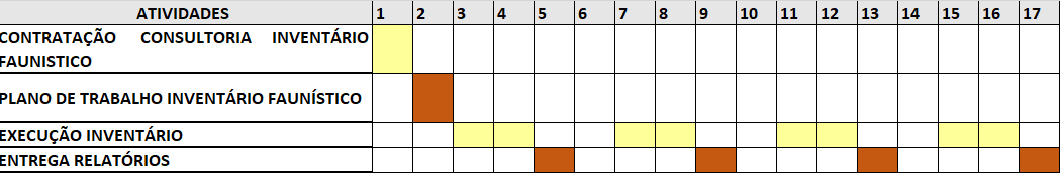 ATIVIDADES 1 2 3 4 5 6 7 8 9 10 11 12 13 14 15 16 17
CONTRATAÇÃO CONSULTORIA INVENTÁRIO
FAUNISTICO
PLANO DE TRABALHO INVENTÁRIO FAUNÍSTICO
EXECUÇÃO INVENTÁRIO
ENTREGA RELATÓRIOS